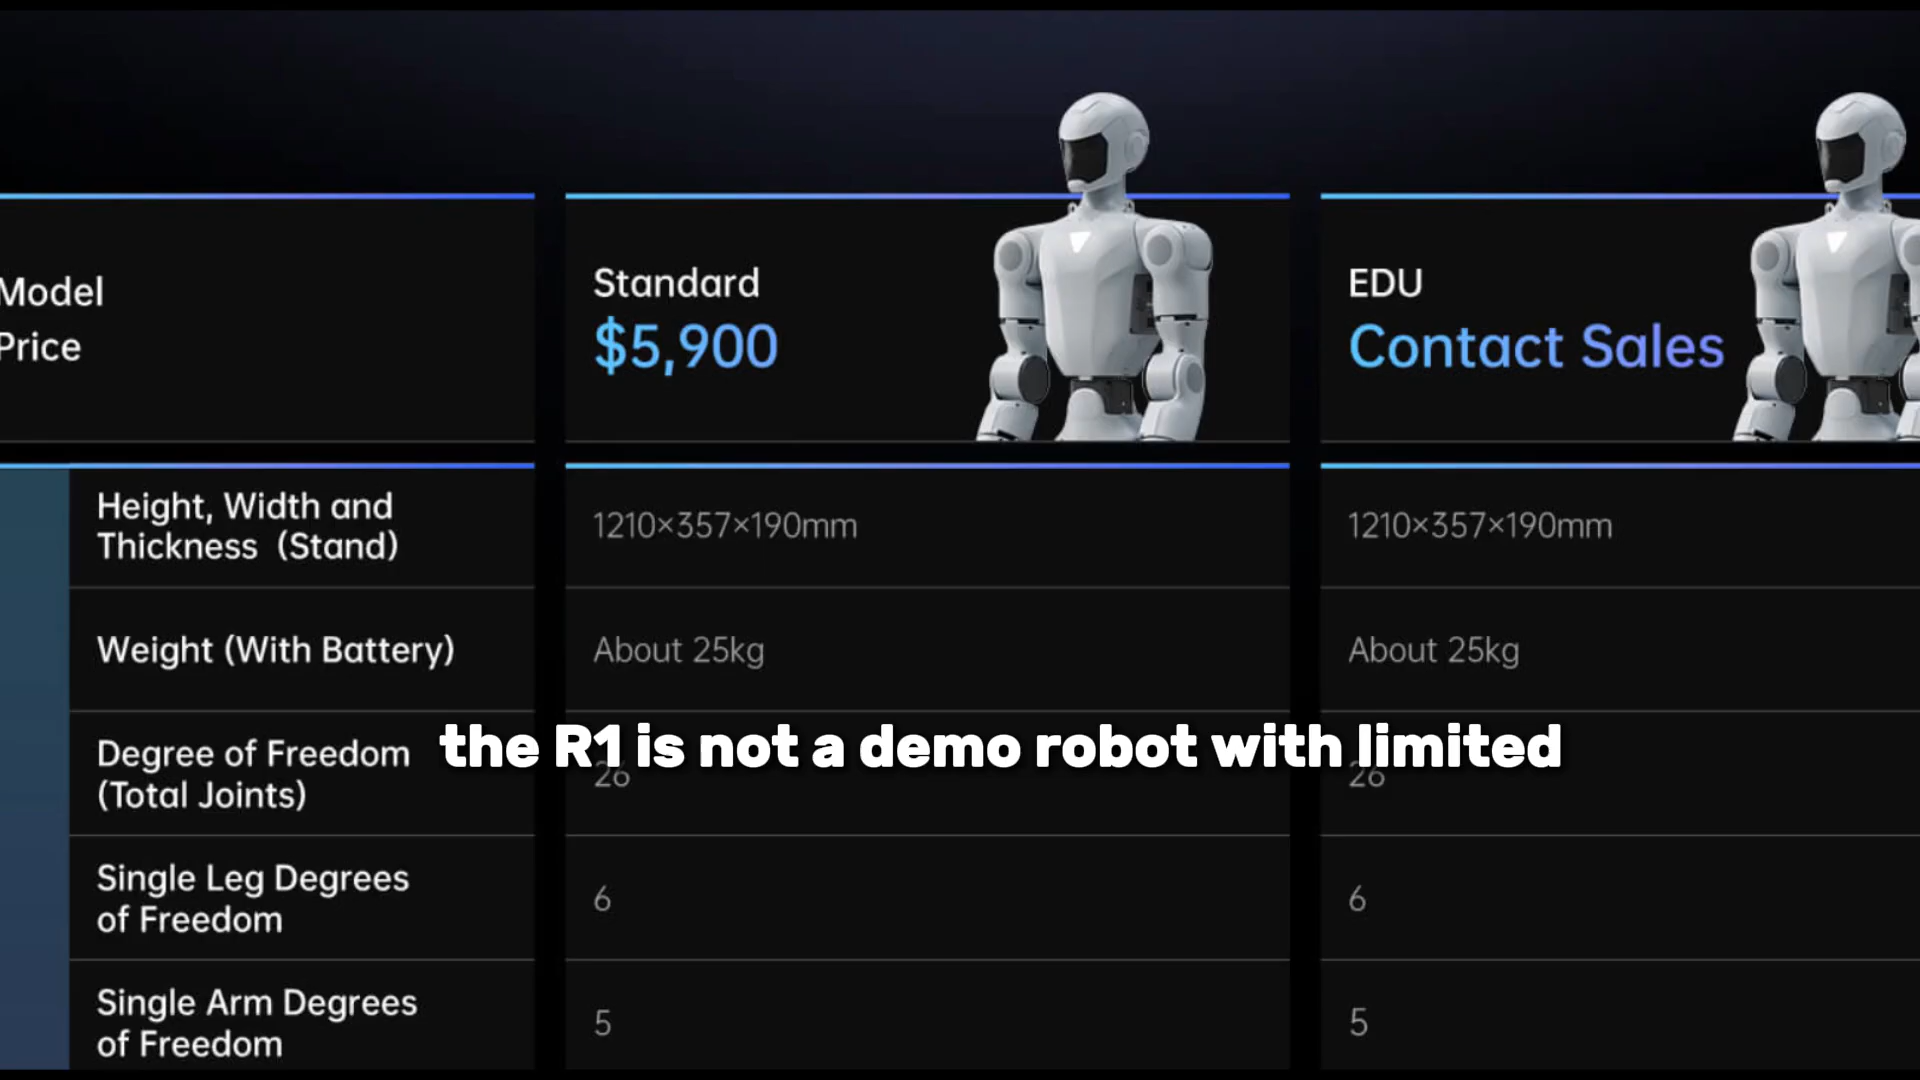 Model
Price
Standard
$5,900
EDU
Contact Sales
Height, Width and
Thickness (Stand)
1210×357×190mm
1210×357×190mm
Weight (With Battery)
About 25kg
About 25kg
Degree of Freedom
(Total Joints)
26
26
the R1 is not a demo robot with limited
Single Leg Degrees
of Freedom
6
6
Single Arm Degrees
of Freedom
5
5